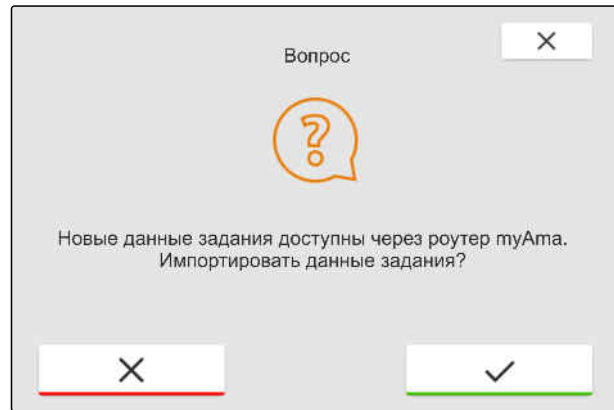 Вопрос
Новые данные задания доступны через роутер myAma.
Импортировать данные задания?